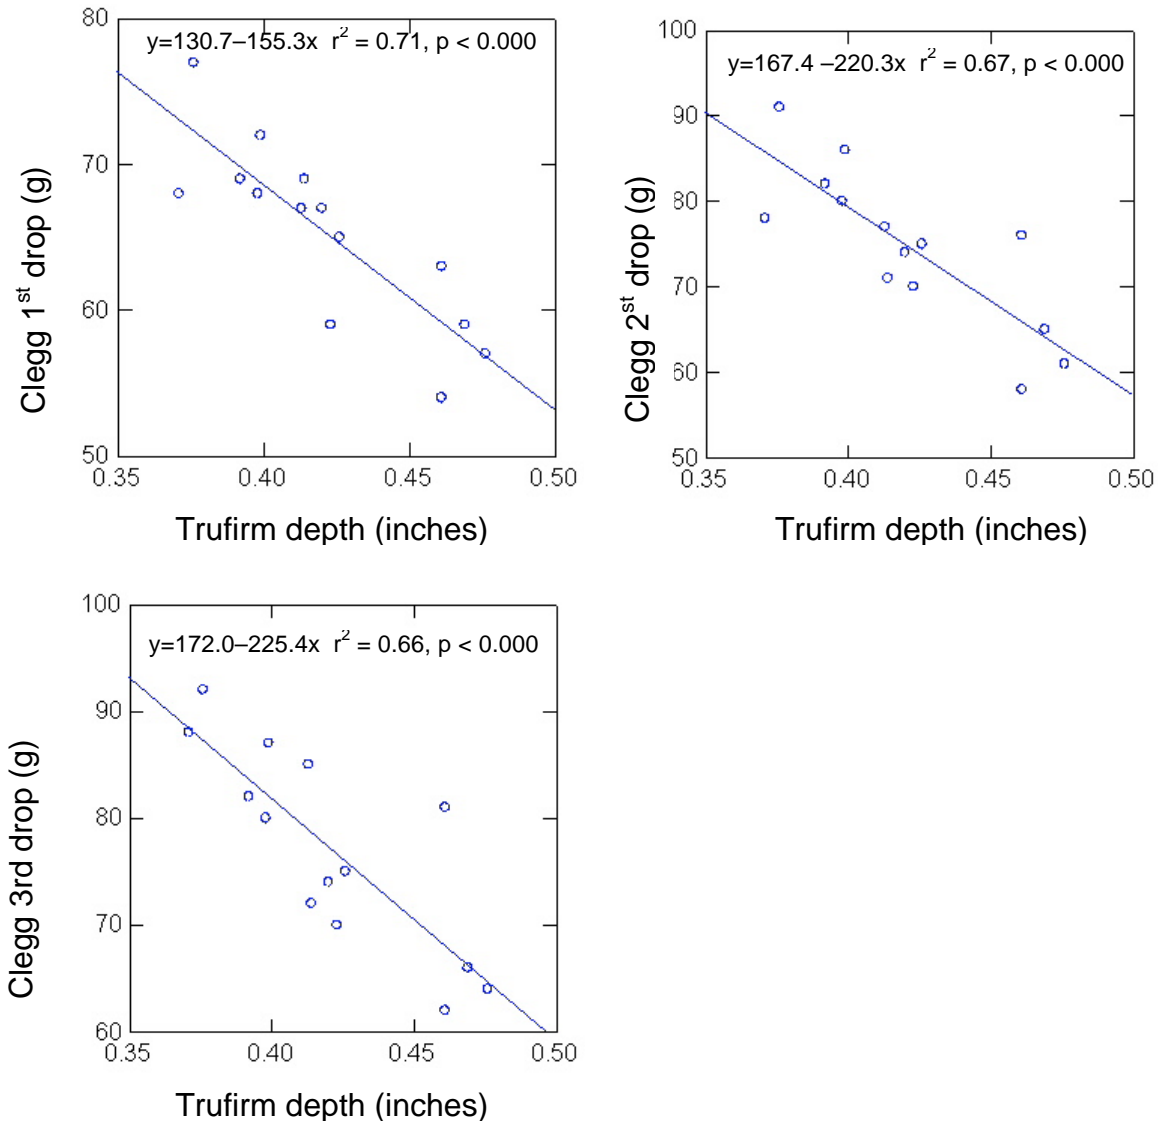 80
y=130.7–155.3x r² = 0.71, p < 0.000
70
60
50
0.35 0.40 0.45 0.50
Clegg 1st drop (g)
Trufirm depth (inches)
100
y=167.4 –220.3x r² = 0.67, p < 0.000
90
80
70
60
50
0.35 0.40 0.45 0.50
Clegg 2st drop (g)
Trufirm depth (inches)
100
y=172.0–225.4x r² = 0.66, p < 0.000
90
80
70
60
0.35 0.40 0.45 0.50
Clegg 3rd drop (g)
Trufirm depth (inches)